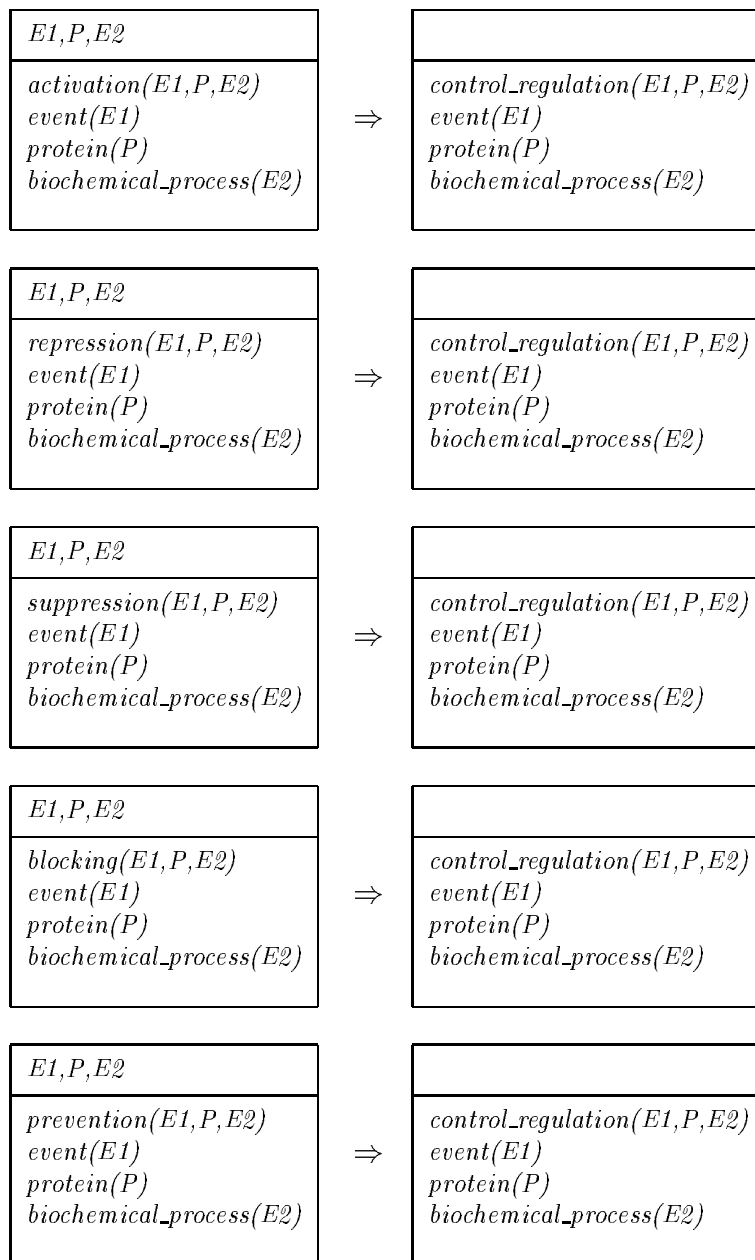 E1,P,E2
activation(E1,P,E2)
event(E1)
protein(P)
biochemical_process(E2)
⇒
control_regulation(E1,P,E2)
event(E1)
protein(P)
biochemical_process(E2)
E1,P,E2
repression(E1,P,E2)
event(E1)
protein(P)
biochemical_process(E2)
⇒
control_regulation(E1,P,E2)
event(E1)
protein(P)
biochemical_process(E2)
E1,P,E2
suppression(E1,P,E2)
event(E1)
protein(P)
biochemical_process(E2)
⇒
control_regulation(E1,P,E2)
event(E1)
protein(P)
biochemical_process(E2)
E1,P,E2
blocking(E1,P,E2)
event(E1)
protein(P)
biochemical_process(E2)
⇒
control_regulation(E1,P,E2)
event(E1)
protein(P)
biochemical_process(E2)
E1,P,E2
prevention(E1,P,E2)
event(E1)
protein(P)
biochemical_process(E2)
⇒
control_regulation(E1,P,E2)
event(E1)
protein(P)
biochemical_process(E2)